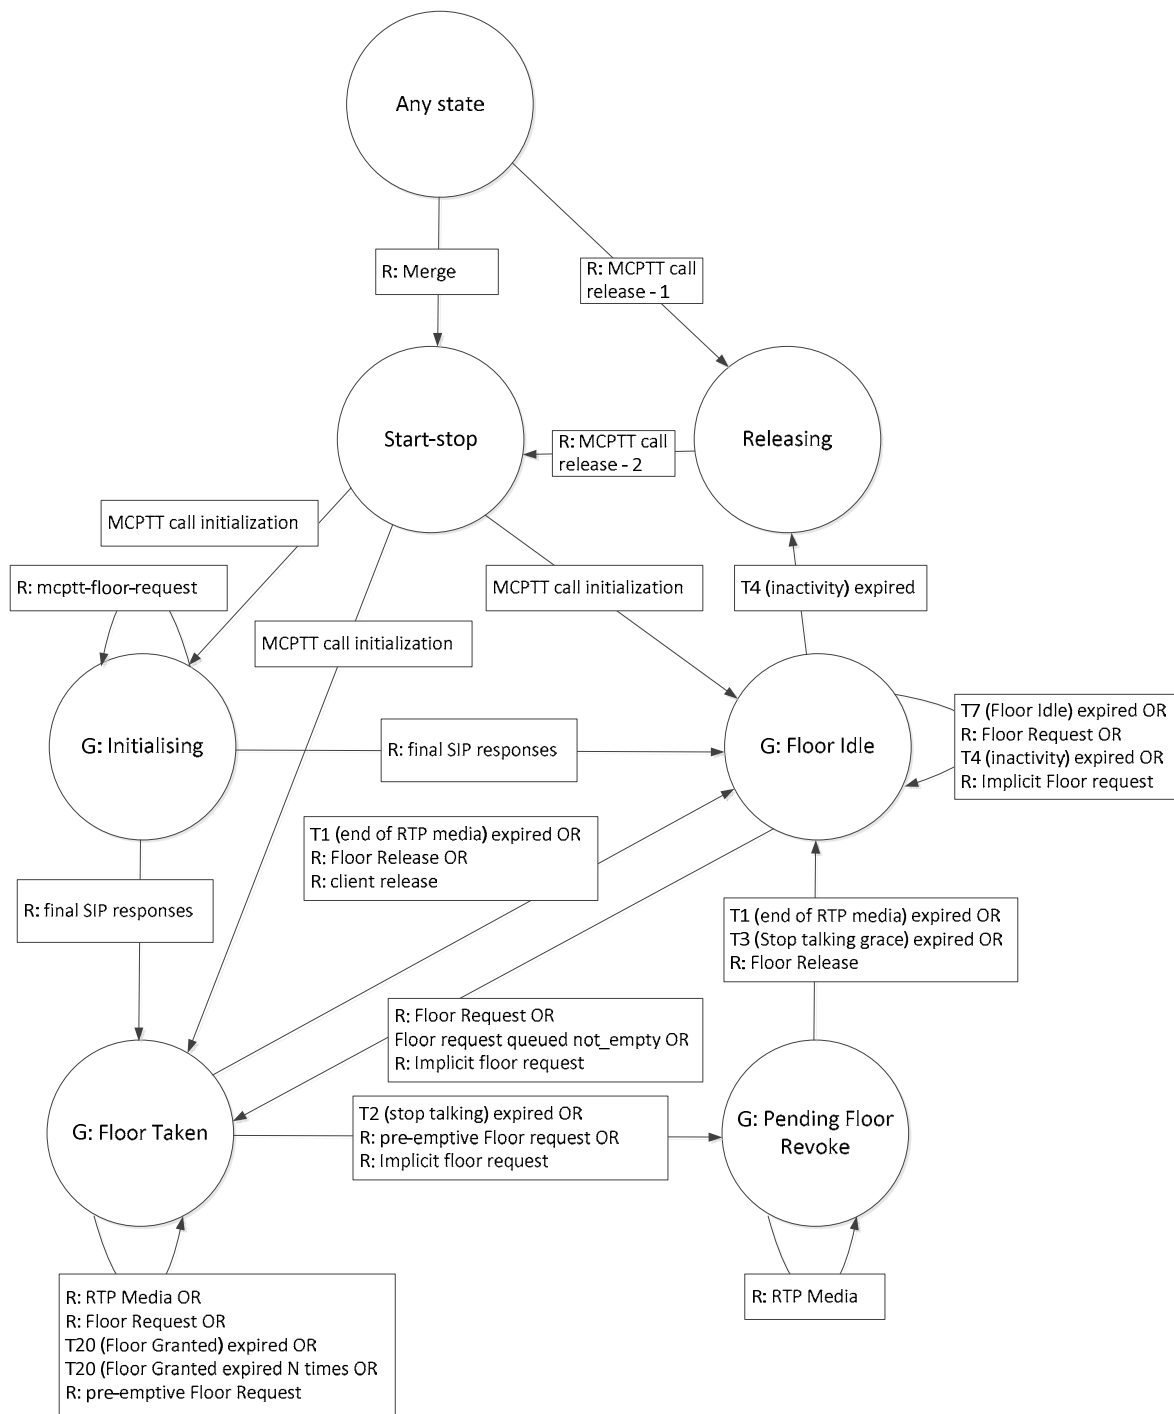 Any state
R: Merge
R: MCPTT call
release - 1
Start-stop
R: MCPTT call
release - 2
Releasing
MCPTT call initialization
R: mcptt-floor-request
MCPTT call initialization
T4 (inactivity) expired
MCPTT call initialization
G: Initialising
R: final SIP responses
G: Floor Idle
T7 (Floor Idle) expired OR
R: Floor Request OR
T4 (inactivity) expired OR
R: Implicit Floor request
T1 (end of RTP media) expired OR
R: Floor Release OR
R: client release
R: final SIP responses
T1 (end of RTP media) expired OR
T3 (Stop talking grace) expired OR
R: Floor Release
R: Floor Request OR
Floor request queued not_empty OR
R: Implicit floor request
G: Floor Taken
T2 (stop talking) expired OR
R: pre-emptive Floor request OR
R: Implicit floor request
G: Pending Floor
Revoke
R: RTP Media OR
R: Floor Request OR
T20 (Floor Granted) expired OR
T20 (Floor Granted expired N times OR
R: pre-emptive Floor Request
R: RTP Media